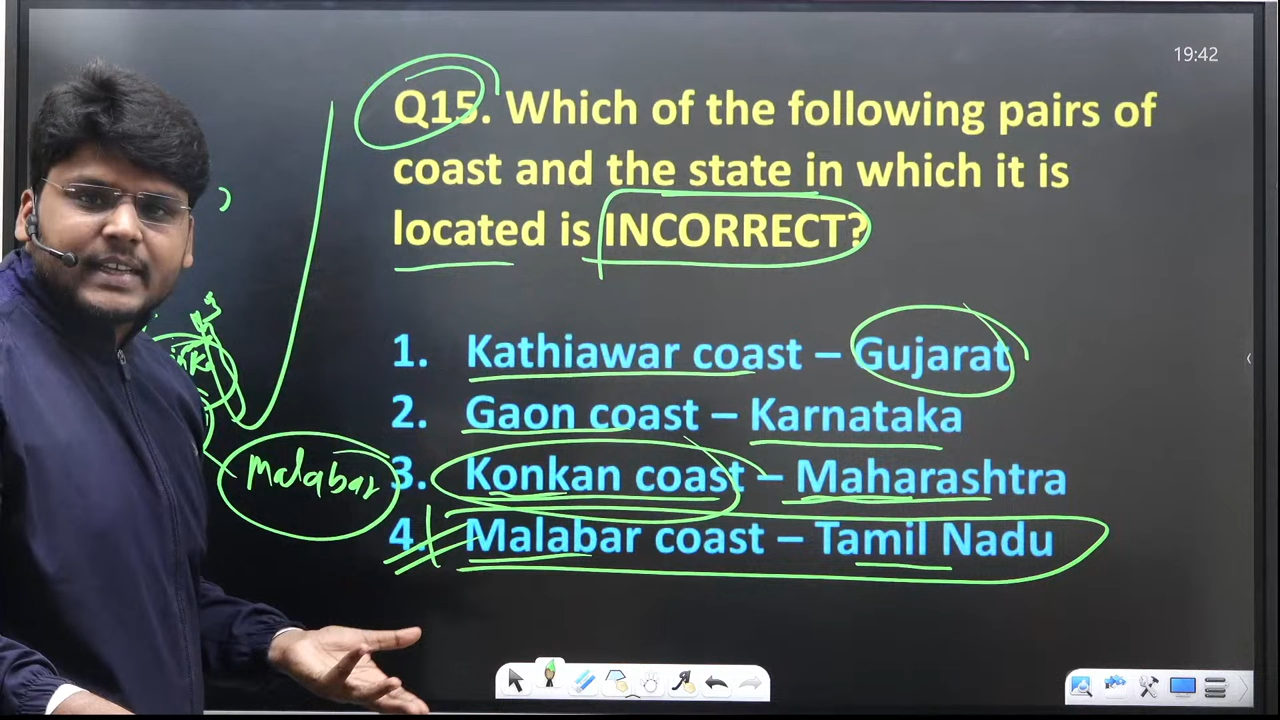 19:42
Q15. Which of the following pairs of
coast and the state in which it is
located is INCORRECT?
1. Kathiawar coast – Gujarat
2. Gaon coast – Karnataka
3. Konkan coast – Maharashtra
Malabar
4. Malabar coast – Tamil Nadu